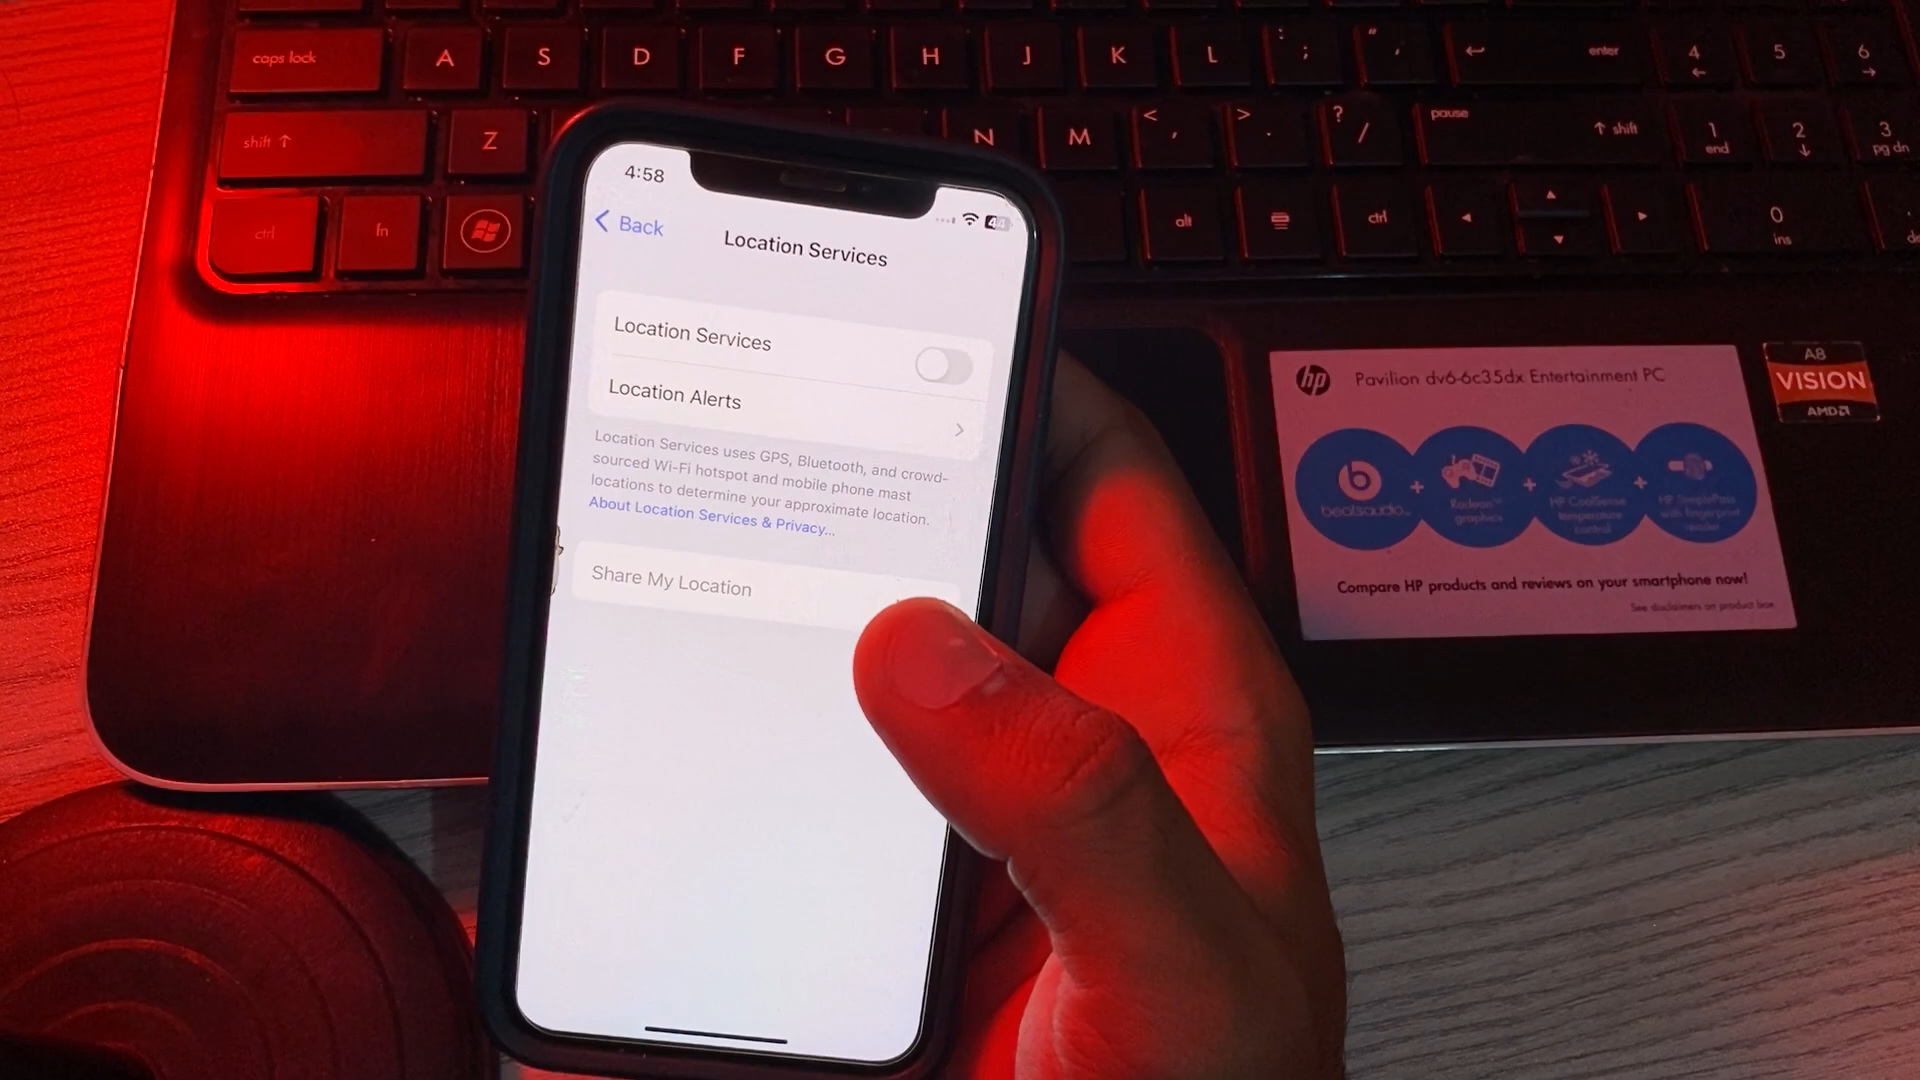 caps lock A S D F G H J K L : ; " ' enter 4 5 6
shift ↑ Z N M < , > . ? / pause ↑ shift 1 end 2 3 pg dn
ctrl fn alt ctrl 0 ins
4:58
Back
Location Services
Location Services
Location Alerts
Location Services uses GPS, Bluetooth, and crowd-
sourced Wi-Fi hotspot and mobile phone mast
locations to determine your approximate location.
About Location Services & Privacy...
Share My Location
hp Pavilion dv6-6c35dx Entertainment PC
beatsaudio™ + Radeon™ graphics + HP CoolSense temperature control + HP SimplePass with fingerprint reader
Compare HP products and reviews on your smartphone now!
See disclaimers on product box
A8
VISION
AMD